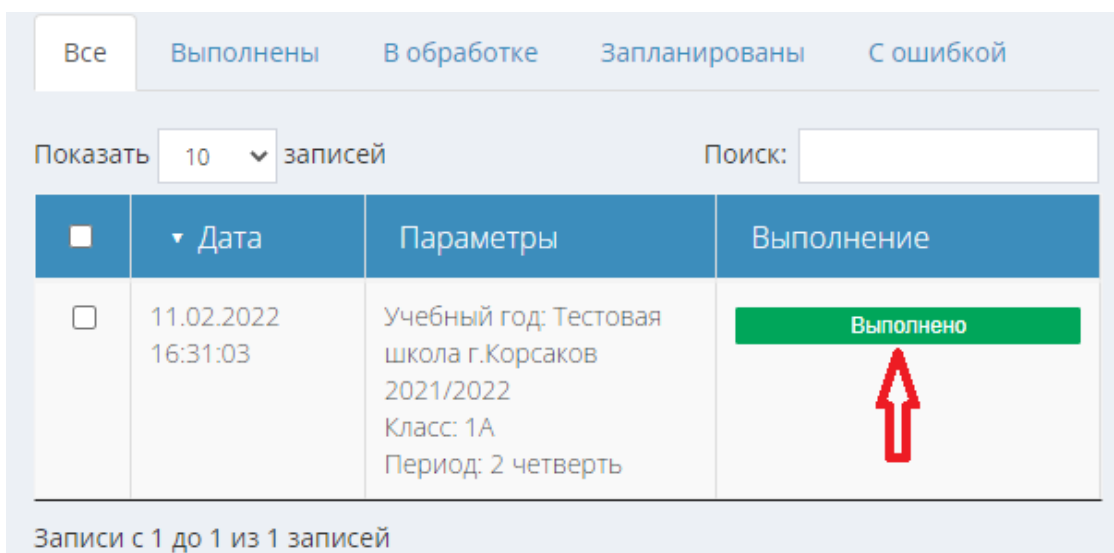 Все Выполнены В обработке Запланированы С ошибкой
Показать 10 записей Поиск:
Дата Параметры Выполнение
11.02.2022 Учебный год: Тестовая Выполнено
16:31:03 школа г.Корсаков
2021/2022
Класс: 1А
Период: 2 четверть
Записи с 1 до 1 из 1 записей